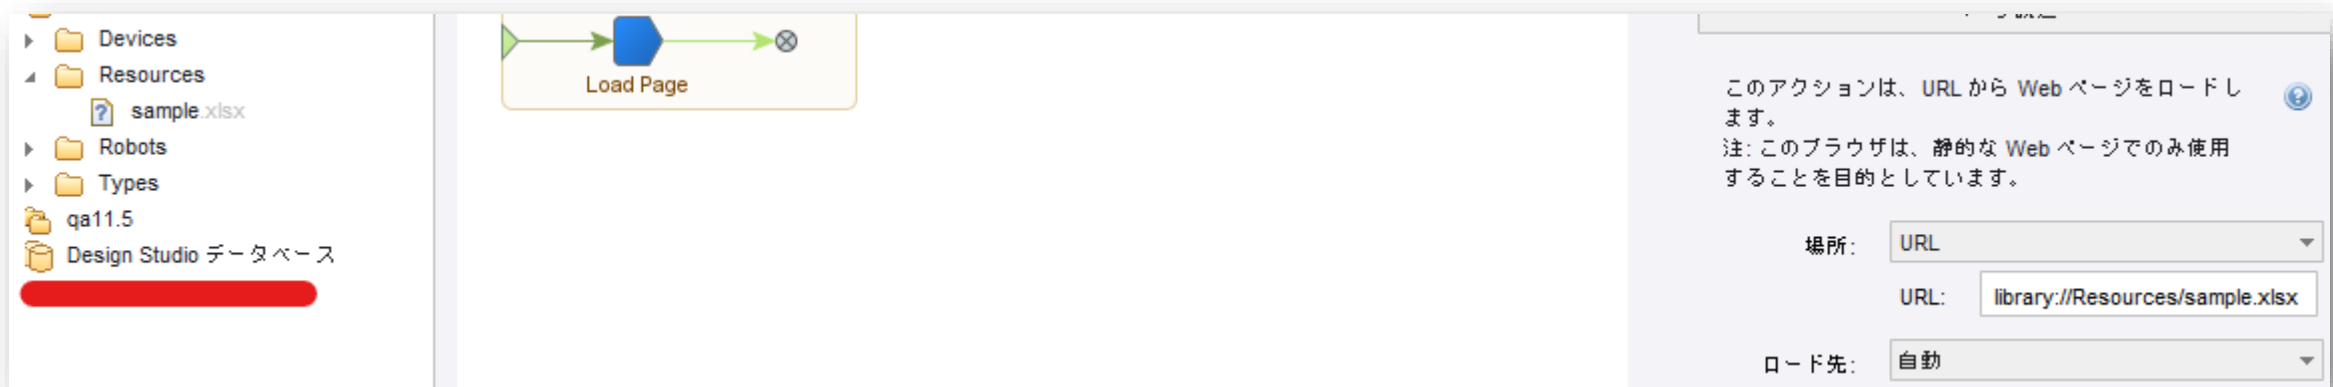 Devices
Resources
sample.xlsx
Robots
Types
qa11.5
Design Studio データベース
Load Page
このアクションは、URL から Web ページをロードし
ます。
注: このブラウザは、静的な Web ページでのみ使用
することを目的としています。
場所: URL
URL: library://Resources/sample.xlsx
ロード先: 自動